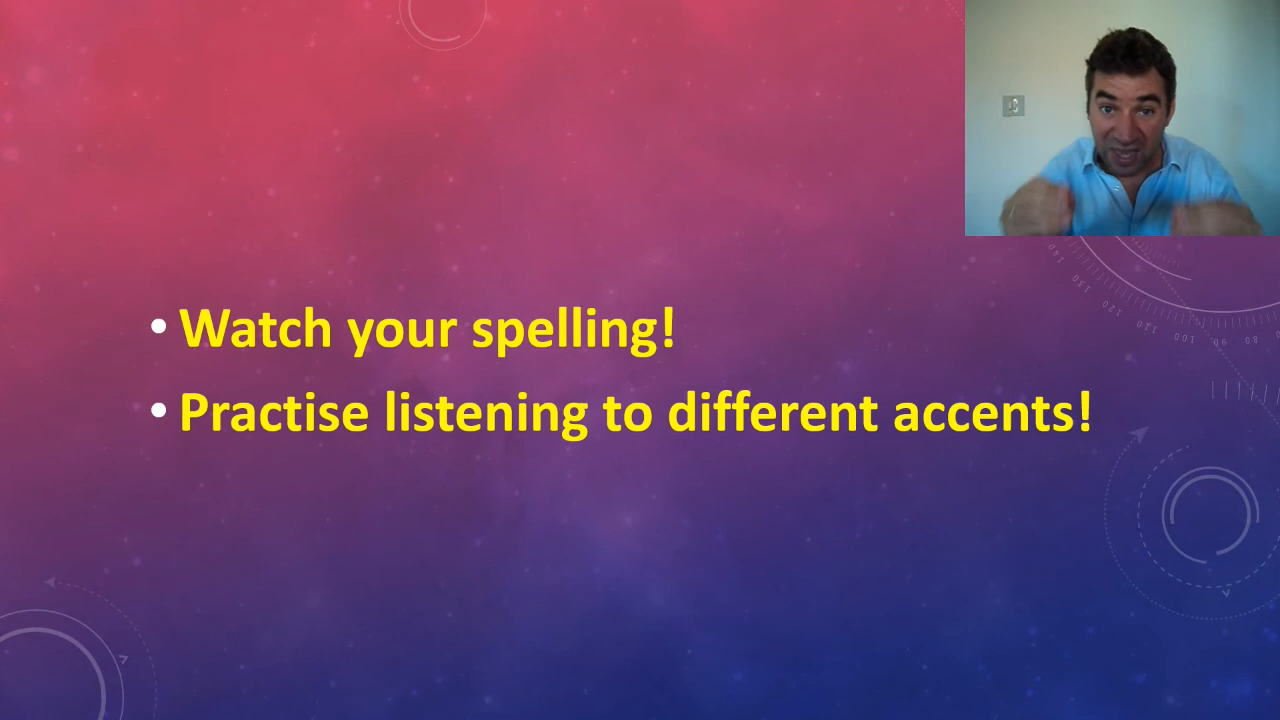 • Watch your spelling!
• Practise listening to different accents!